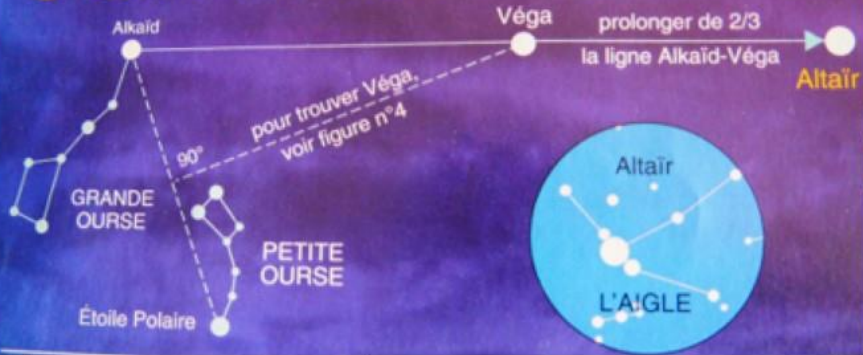 Alkaïd
Véga
prolonger de 2/3
la ligne Alkaïd-Véga
Altaïr
pour trouver Véga,
voir figure n°4
90°
GRANDE
OURSE
PETITE
OURSE
Étoile Polaire
Altaïr
L'AIGLE